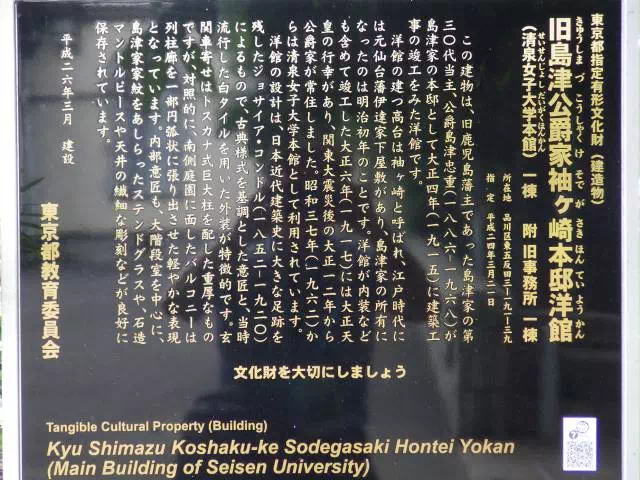 東京都指定有形文化財(建造物)
きゅうしまづこうしゃくけそでがさきほんていようかん
旧島津公爵家袖ヶ崎本邸洋館
せいせんじょしだいがくほんかん
(清泉女子大学本館) 一棟 附 旧事務所 一棟
所在地 品川区東五反田三-一六-二一
指定 平成二四年三月二一日
この建物は、旧鹿児島藩主であった島津家の第
三〇代当主、公爵島津忠重(一八八六-一九六八)が
島津家の本邸として大正四年(一九一五)に建築工
事の竣工をみた洋館です。
洋館の建つ高台は袖ヶ崎と呼ばれ、江戸時代に
は元仙台藩伊達家下屋敷があり、島津家の所有に
なったのは明治初年のことです。洋館が内装など
も含めて竣工した大正六年(一九一七)には大正天
皇の行幸があり、関東大震災後の大正一二年から
公爵家が常住しました。昭和三七年(一九六二)か
らは清泉女子大学本館として利用されています。
洋館の設計は、日本近代建築史に大きな足跡を
残したジョサイア・コンドル(一八五二-一九二〇)
によるもので、古典様式を基調とした意匠と、当時
流行した白タイルを用いた外装が特徴的です。玄
関車寄せはトスカナ式巨大柱を配した重厚なもの
ですが、対照的に、南側庭園に面したバルコニーは
列柱廊を一部円弧状に張り出させた軽やかな表現
となっています。内部意匠も、大階段室を中心に、
島津家家紋をあしらったステンドグラスや、石造
マントルピースや天井の繊細な彫刻などが良好に
保存されています。
平成二六年三月 建設
東京都教育委員会
文化財を大切にしましょう
Tangible Cultural Property (Building)
Kyu Shimazu Koshaku-ke Sodegasaki Hontei Yokan
(Main Building of Seisen University)